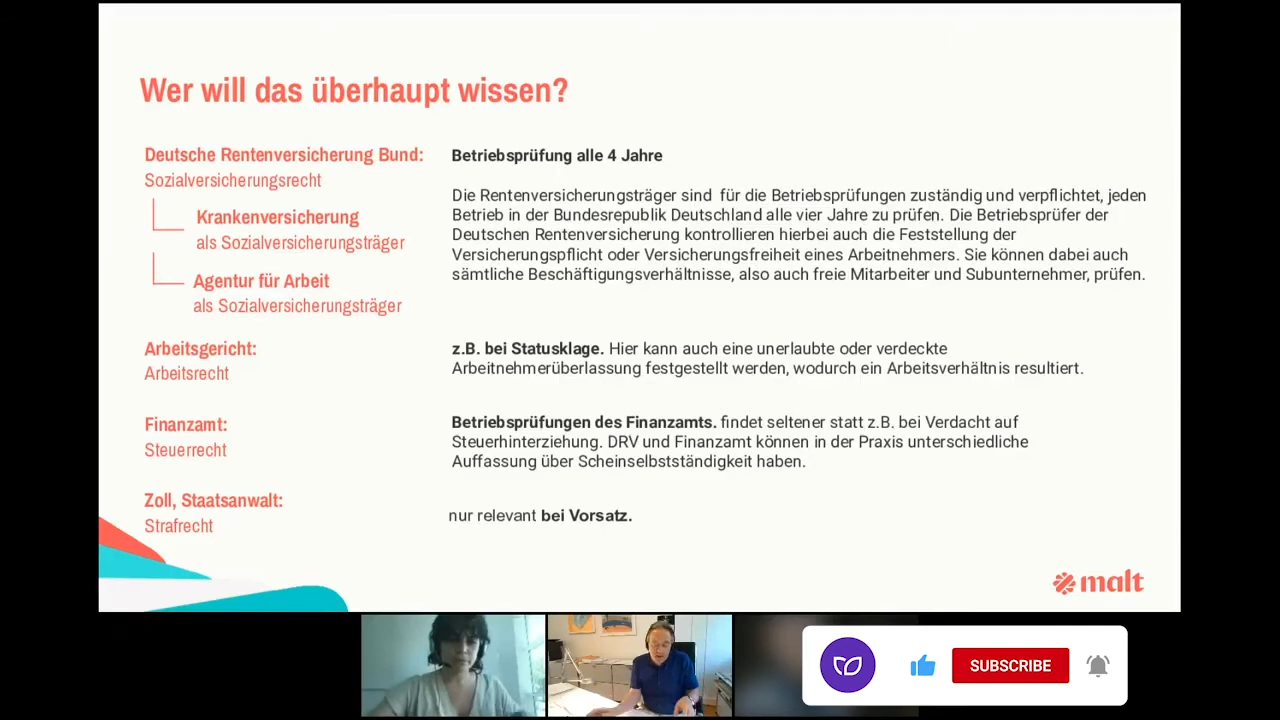 Wer will das überhaupt wissen?
Deutsche Rentenversicherung Bund:
Sozialversicherungsrecht
Krankenversicherung
als Sozialversicherungsträger
Agentur für Arbeit
als Sozialversicherungsträger
Betriebsprüfung alle 4 Jahre
Die Rentenversicherungsträger sind für die Betriebsprüfungen zuständig und verpflichtet, jeden
Betrieb in der Bundesrepublik Deutschland alle vier Jahre zu prüfen. Die Betriebsprüfer der
Deutschen Rentenversicherung kontrollieren hierbei auch die Feststellung der
Versicherungspflicht oder Versicherungsfreiheit eines Arbeitnehmers. Sie können dabei auch
sämtliche Beschäftigungsverhältnisse, also auch freie Mitarbeiter und Subunternehmer, prüfen.
Arbeitsgericht:
Arbeitsrecht
z.B. bei Statusklage. Hier kann auch eine unerlaubte oder verdeckte
Arbeitnehmerüberlassung festgestellt werden, wodurch ein Arbeitsverhältnis resultiert.
Finanzamt:
Steuerrecht
Betriebsprüfungen des Finanzamts. findet seltener statt z.B. bei Verdacht auf
Steuerhinterziehung. DRV und Finanzamt können in der Praxis unterschiedliche
Auffassung über Scheinselbstständigkeit haben.
Zoll, Staatsanwalt:
Strafrecht
nur relevant bei Vorsatz.
malt
SUBSCRIBE